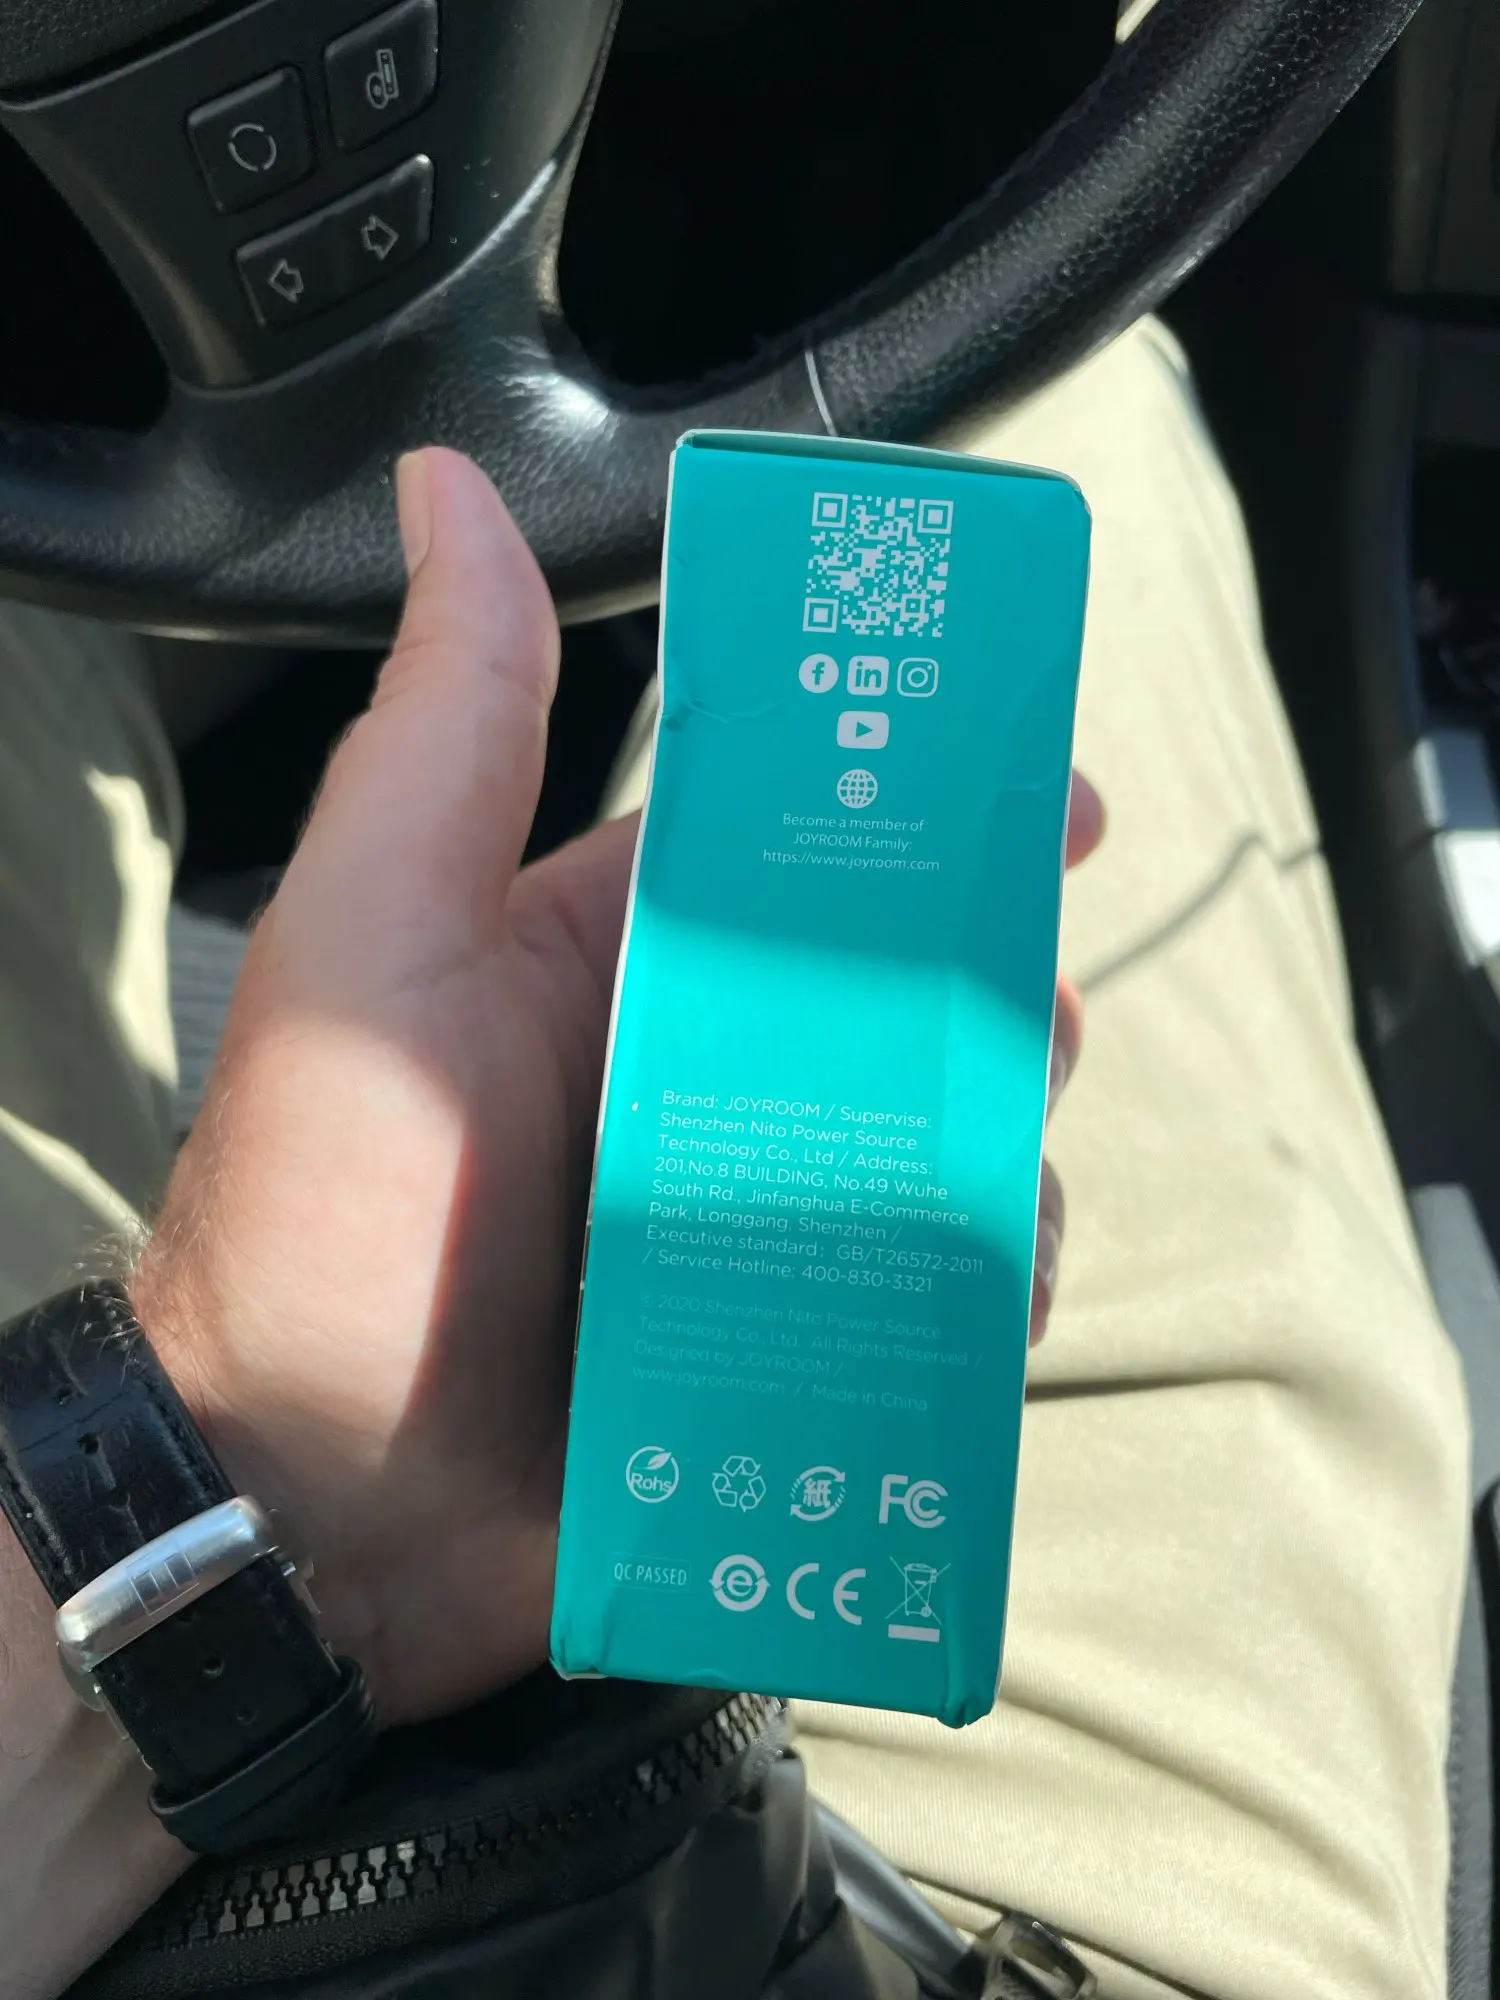 f in
Become a member of
JOYROOM Family:
https://www.joyroom.com
Brand: JOYROOM / Supervise:
Shenzhen Nito Power Source
Technology Co., Ltd / Address:
201,No.8 BUILDING, No.49 Wuhe
South Rd., Jinfanghua E-Commerce
Park, Longgang, Shenzhen /
Executive standard: GB/T26572-2011
/ Service Hotline: 400-830-3321
© 2020 Shenzhen Nito Power Source
Technology Co., Ltd. All Rights Reserved /
Designed by JOYROOM /
www.joyroom.com / Made in China
Rohs 紙 FC
QC PASSED e CE